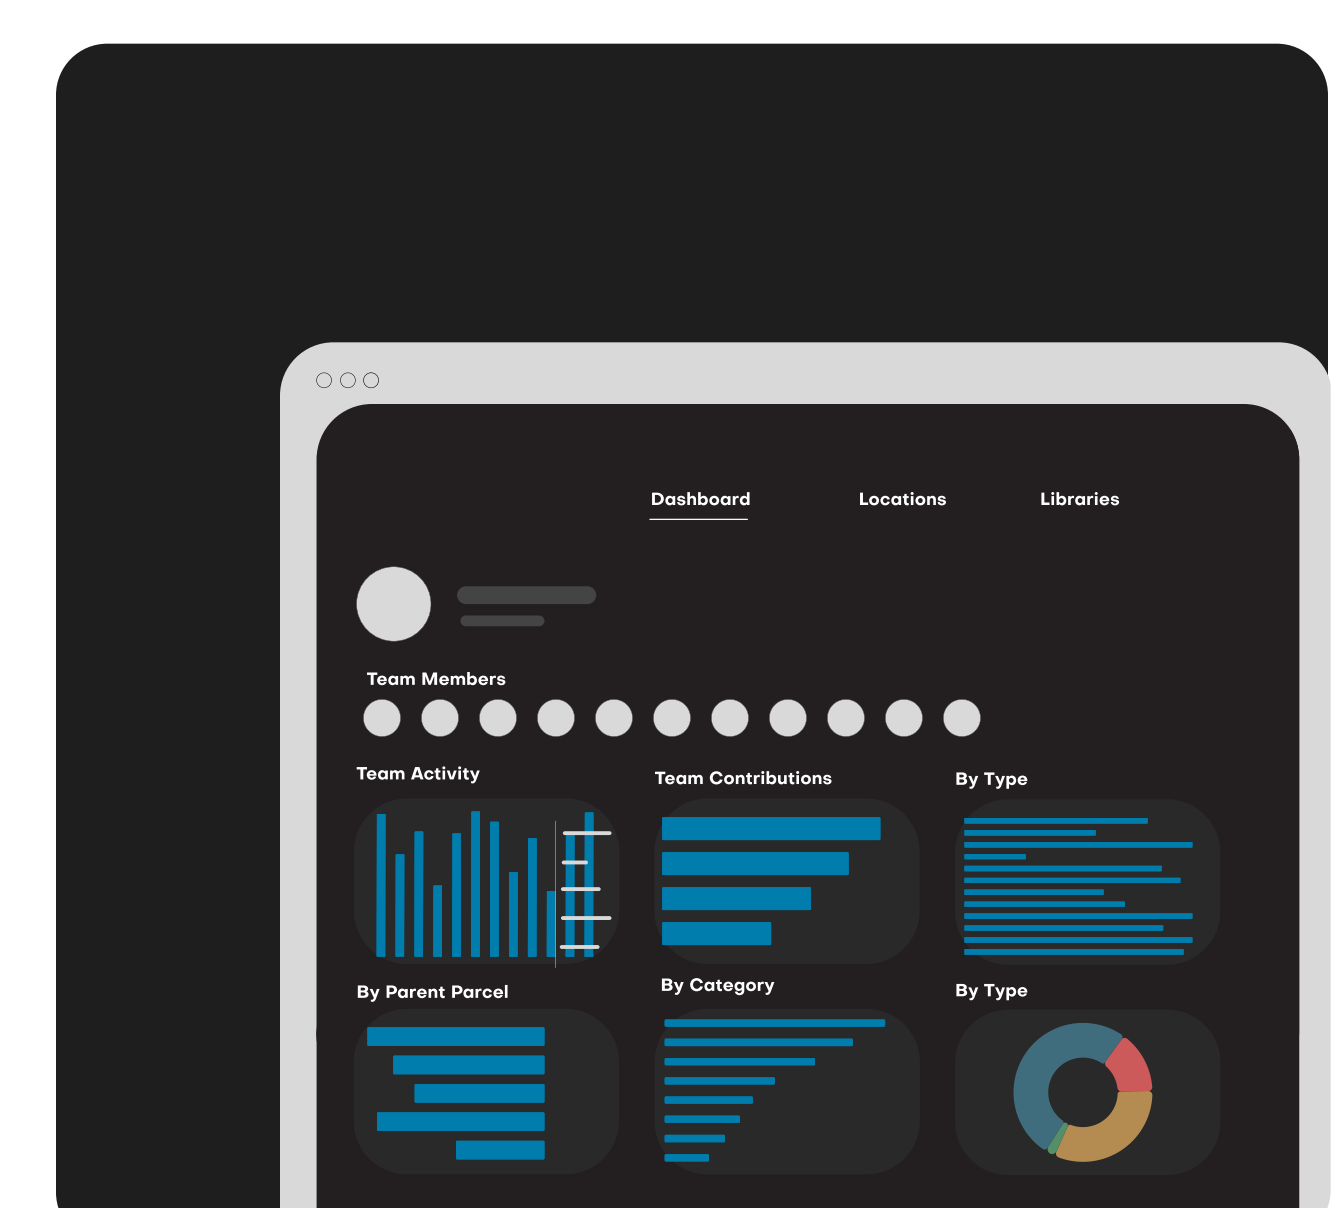 Dashboard
Locations
Libraries
Team Members
Team Activity
Team Contributions
By Type
By Parent Parcel
By Category
By Type